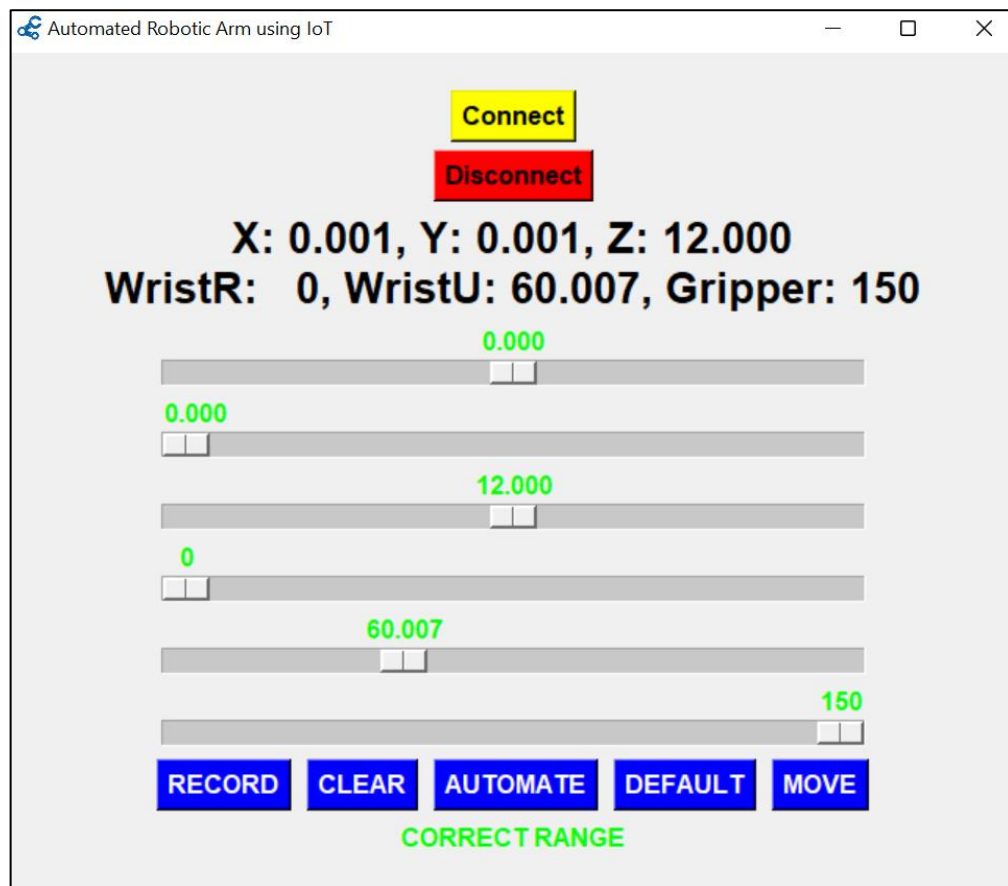 Automated Robotic Arm using IoT
Connect
Disconnect
X: 0.001, Y: 0.001, Z: 12.000
WristR:   0, WristU: 60.007, Gripper: 150
0.000
0.000
12.000
0
60.007
150
RECORD CLEAR AUTOMATE DEFAULT MOVE
CORRECT RANGE